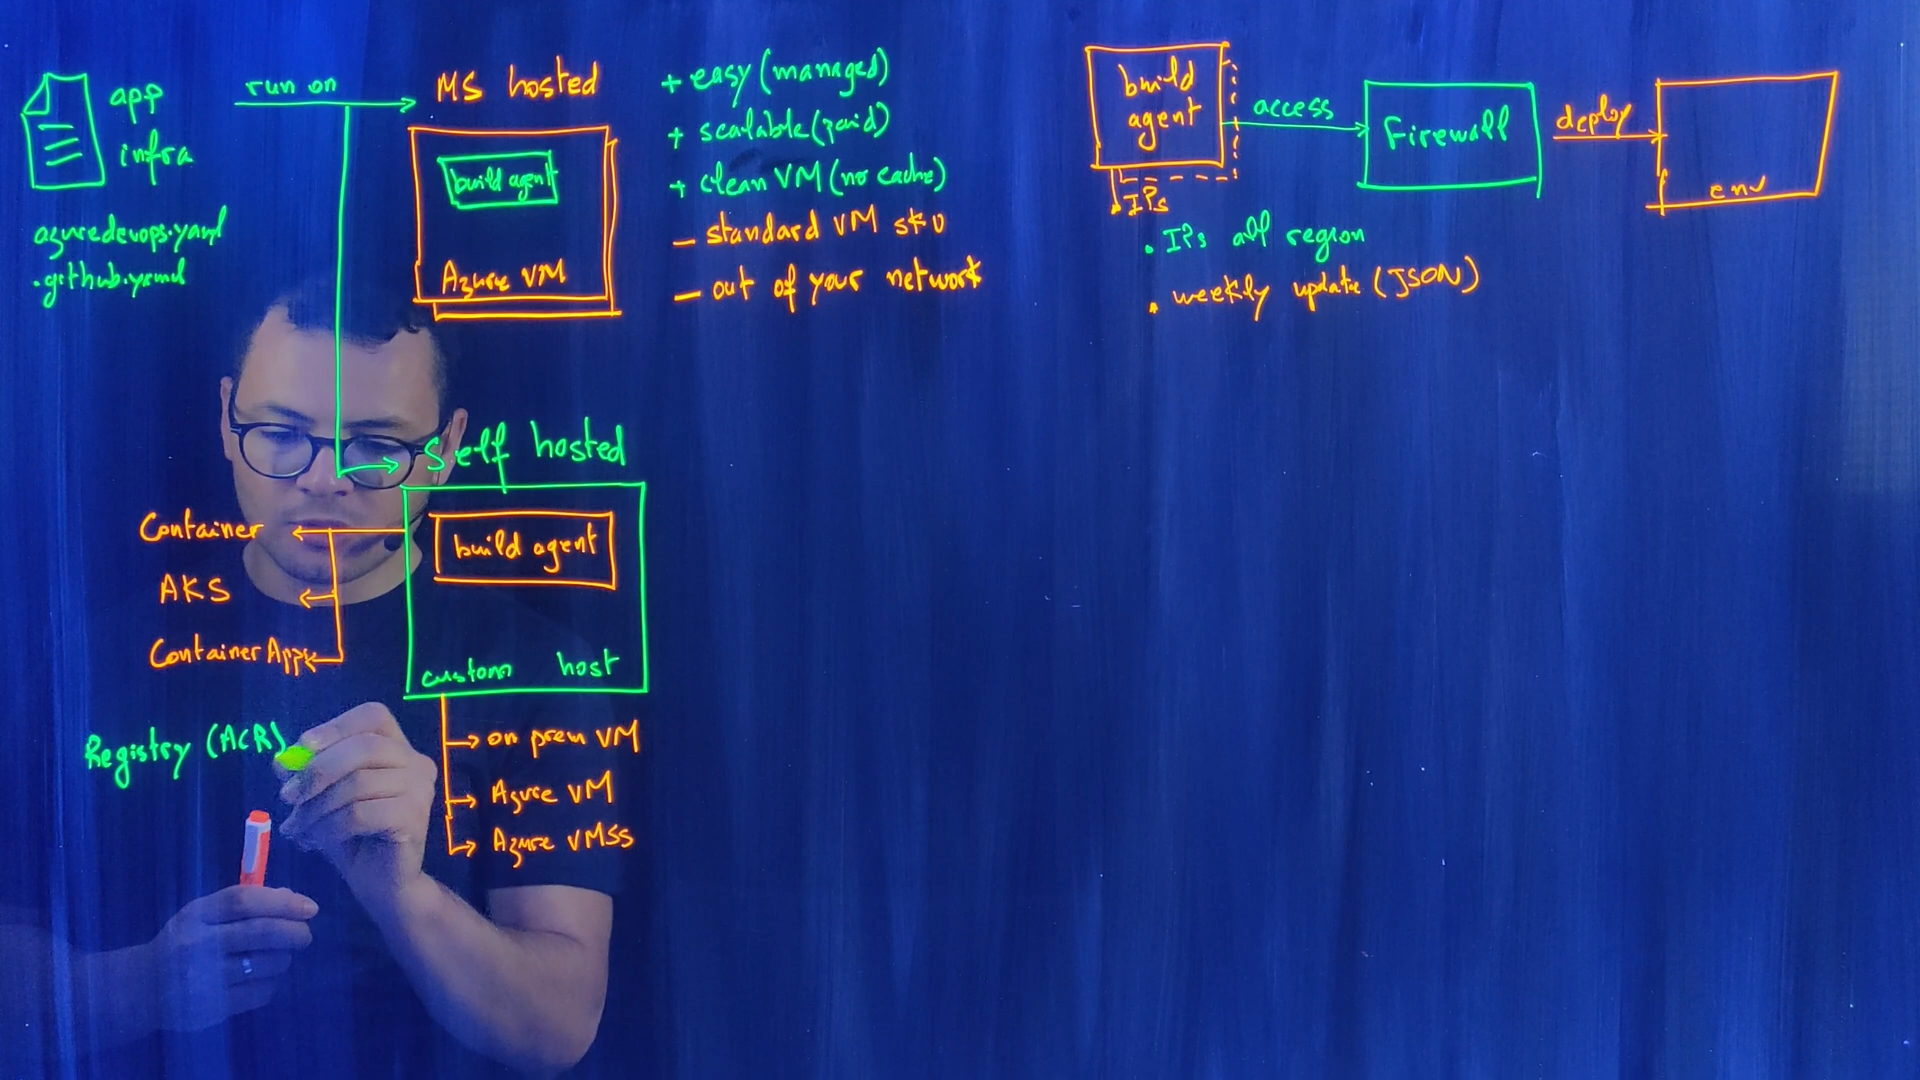 app
infra
azuredevops.yaml
.github.yaml
run on
MS hosted
build agent
Azure VM
+ easy (managed)
+ scalable (paid)
+ clean VM (no cache)
- standard VM SKU
- out of your network
build
agent
IPs
access
Firewall
deploy
env
. IPs all region
. weekly update (JSON)
Self hosted
build agent
custom host
Container
AKS
Container Apps
Registry (ACR)
on prem VM
Azure VM
Azure VMSS